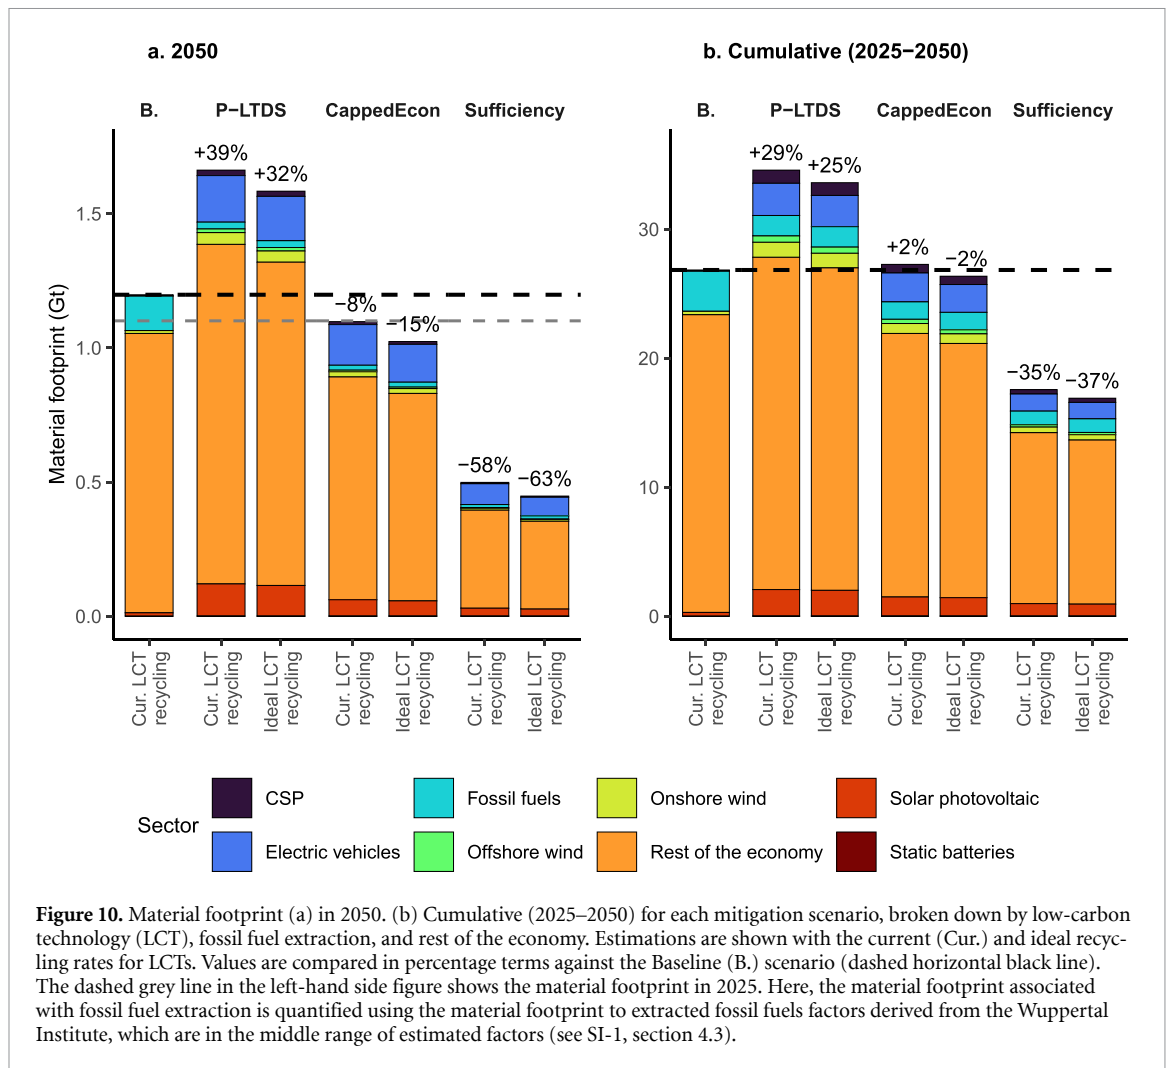 a. 2050
b. Cumulative (2025−2050)
B.
P−LTDS
CappedEcon
Sufficiency
B.
P−LTDS
CappedEcon
Sufficiency
Material footprint (Gt)
1.5
1.0
0.5
0.0
+39%
+32%
−8%
−15%
−58%
−63%
30
20
10
0
+29%
+25%
+2%
−2%
−35%
−37%
Cur. LCT
recycling
Cur. LCT
recycling
Ideal LCT
recycling
Cur. LCT
recycling
Ideal LCT
recycling
Cur. LCT
recycling
Ideal LCT
recycling
Cur. LCT
recycling
Cur. LCT
recycling
Ideal LCT
recycling
Cur. LCT
recycling
Ideal LCT
recycling
Cur. LCT
recycling
Ideal LCT
recycling
Sector
CSP
Fossil fuels
Onshore wind
Solar photovoltaic
Electric vehicles
Offshore wind
Rest of the economy
Static batteries
Figure 10. Material footprint (a) in 2050. (b) Cumulative (2025–2050) for each mitigation scenario, broken down by low-carbon
technology (LCT), fossil fuel extraction, and rest of the economy. Estimations are shown with the current (Cur.) and ideal recyc-
ling rates for LCTs. Values are compared in percentage terms against the Baseline (B.) scenario (dashed horizontal black line).
The dashed grey line in the left-hand side figure shows the material footprint in 2025. Here, the material footprint associated
with fossil fuel extraction is quantified using the material footprint to extracted fossil fuels factors derived from the Wuppertal
Institute, which are in the middle range of estimated factors (see SI-1, section 4.3).